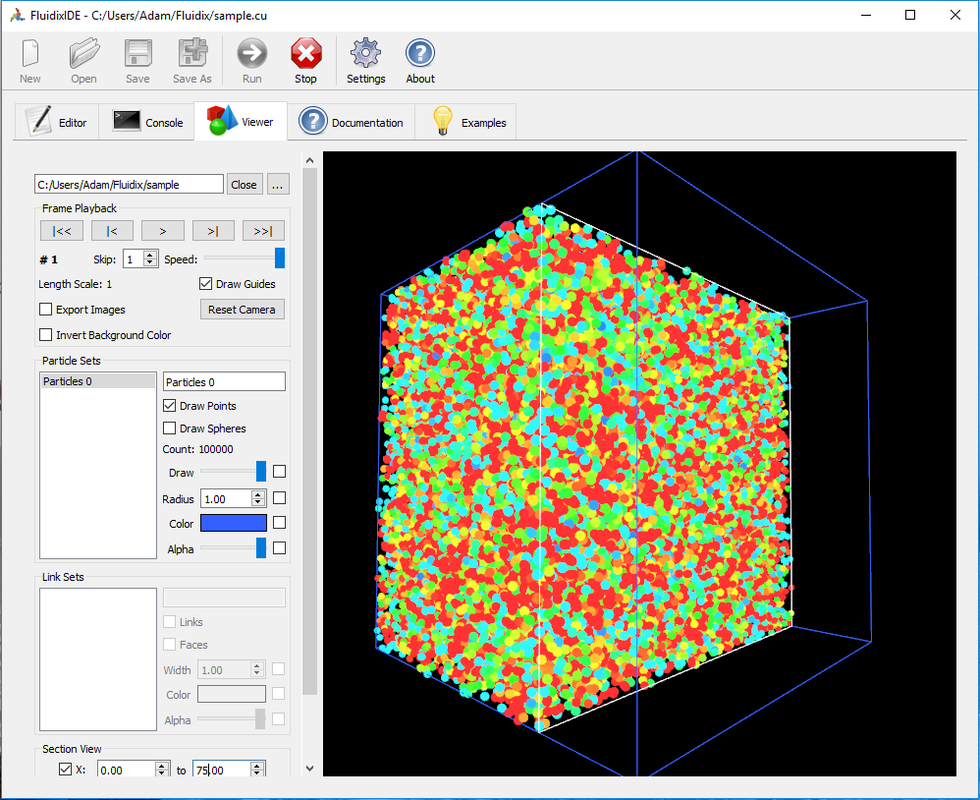 FluidixIDE - C:/Users/Adam/Fluidix/sample.cu
New Open Save Save As Run Stop Settings About
Editor Console Viewer Documentation Examples
C:/Users/Adam/Fluidix/sample Close ...
Frame Playback
|<< |< > >| >>|
# 1 Skip: 1 Speed:
Length Scale: 1 Draw Guides
Export Images Reset Camera
Invert Background Color
Particle Sets
Particles 0 Particles 0
Draw Points
Draw Spheres
Count: 100000
Draw
Radius 1.00
Color
Alpha
Link Sets
Links
Faces
Width 1.00
Color
Alpha
Section View
X: 0.00 to 75.00